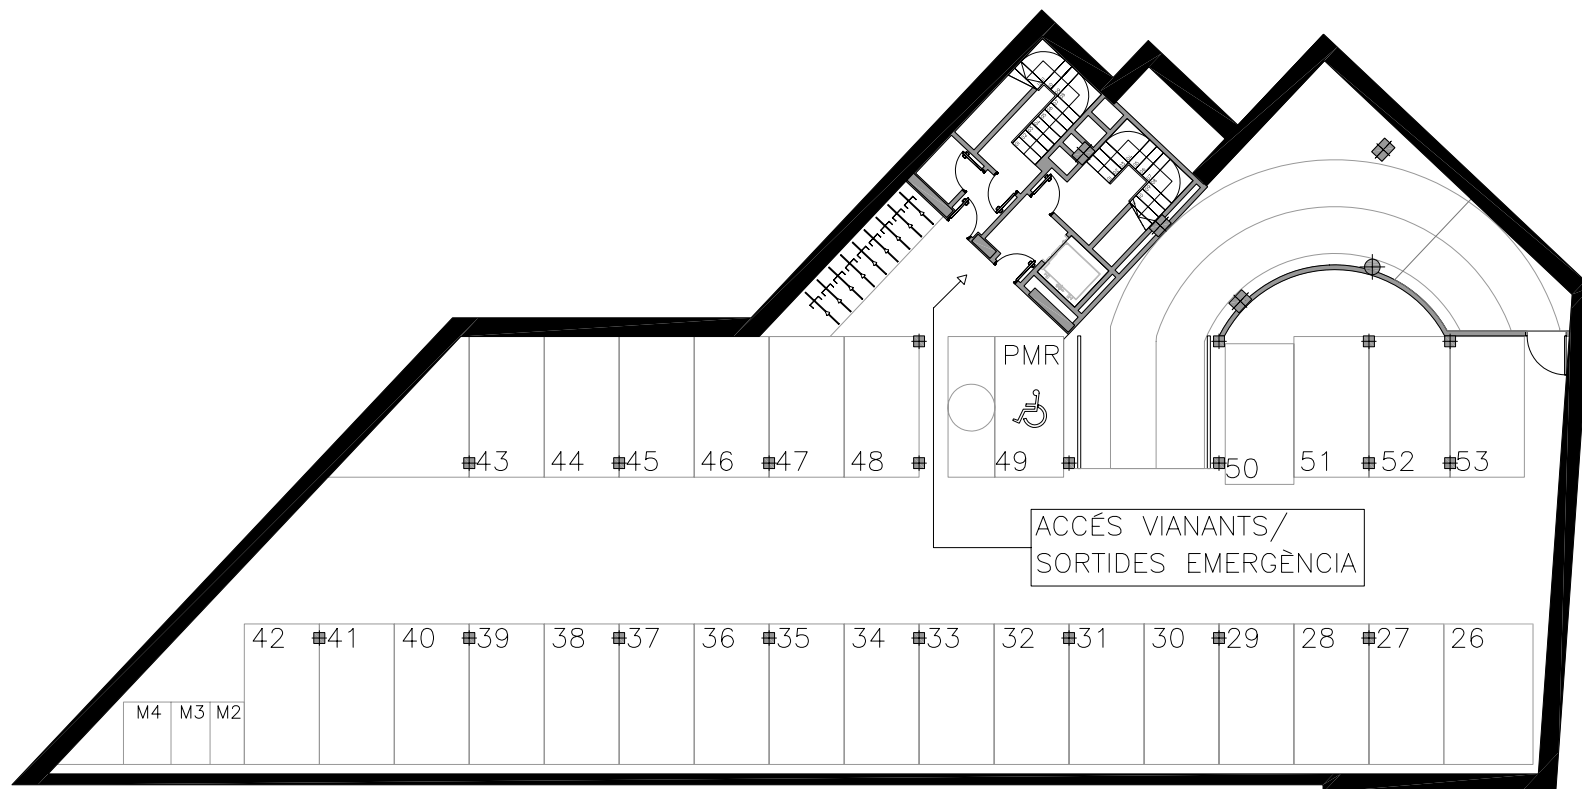 PMR
43 44 45 46 47 48 49 50 51 52 53
ACCÉS VIANANTS/
SORTIDES EMERGÈNCIA
42 41 40 39 38 37 36 35 34 33 32 31 30 29 28 27 26
M4 M3 M2